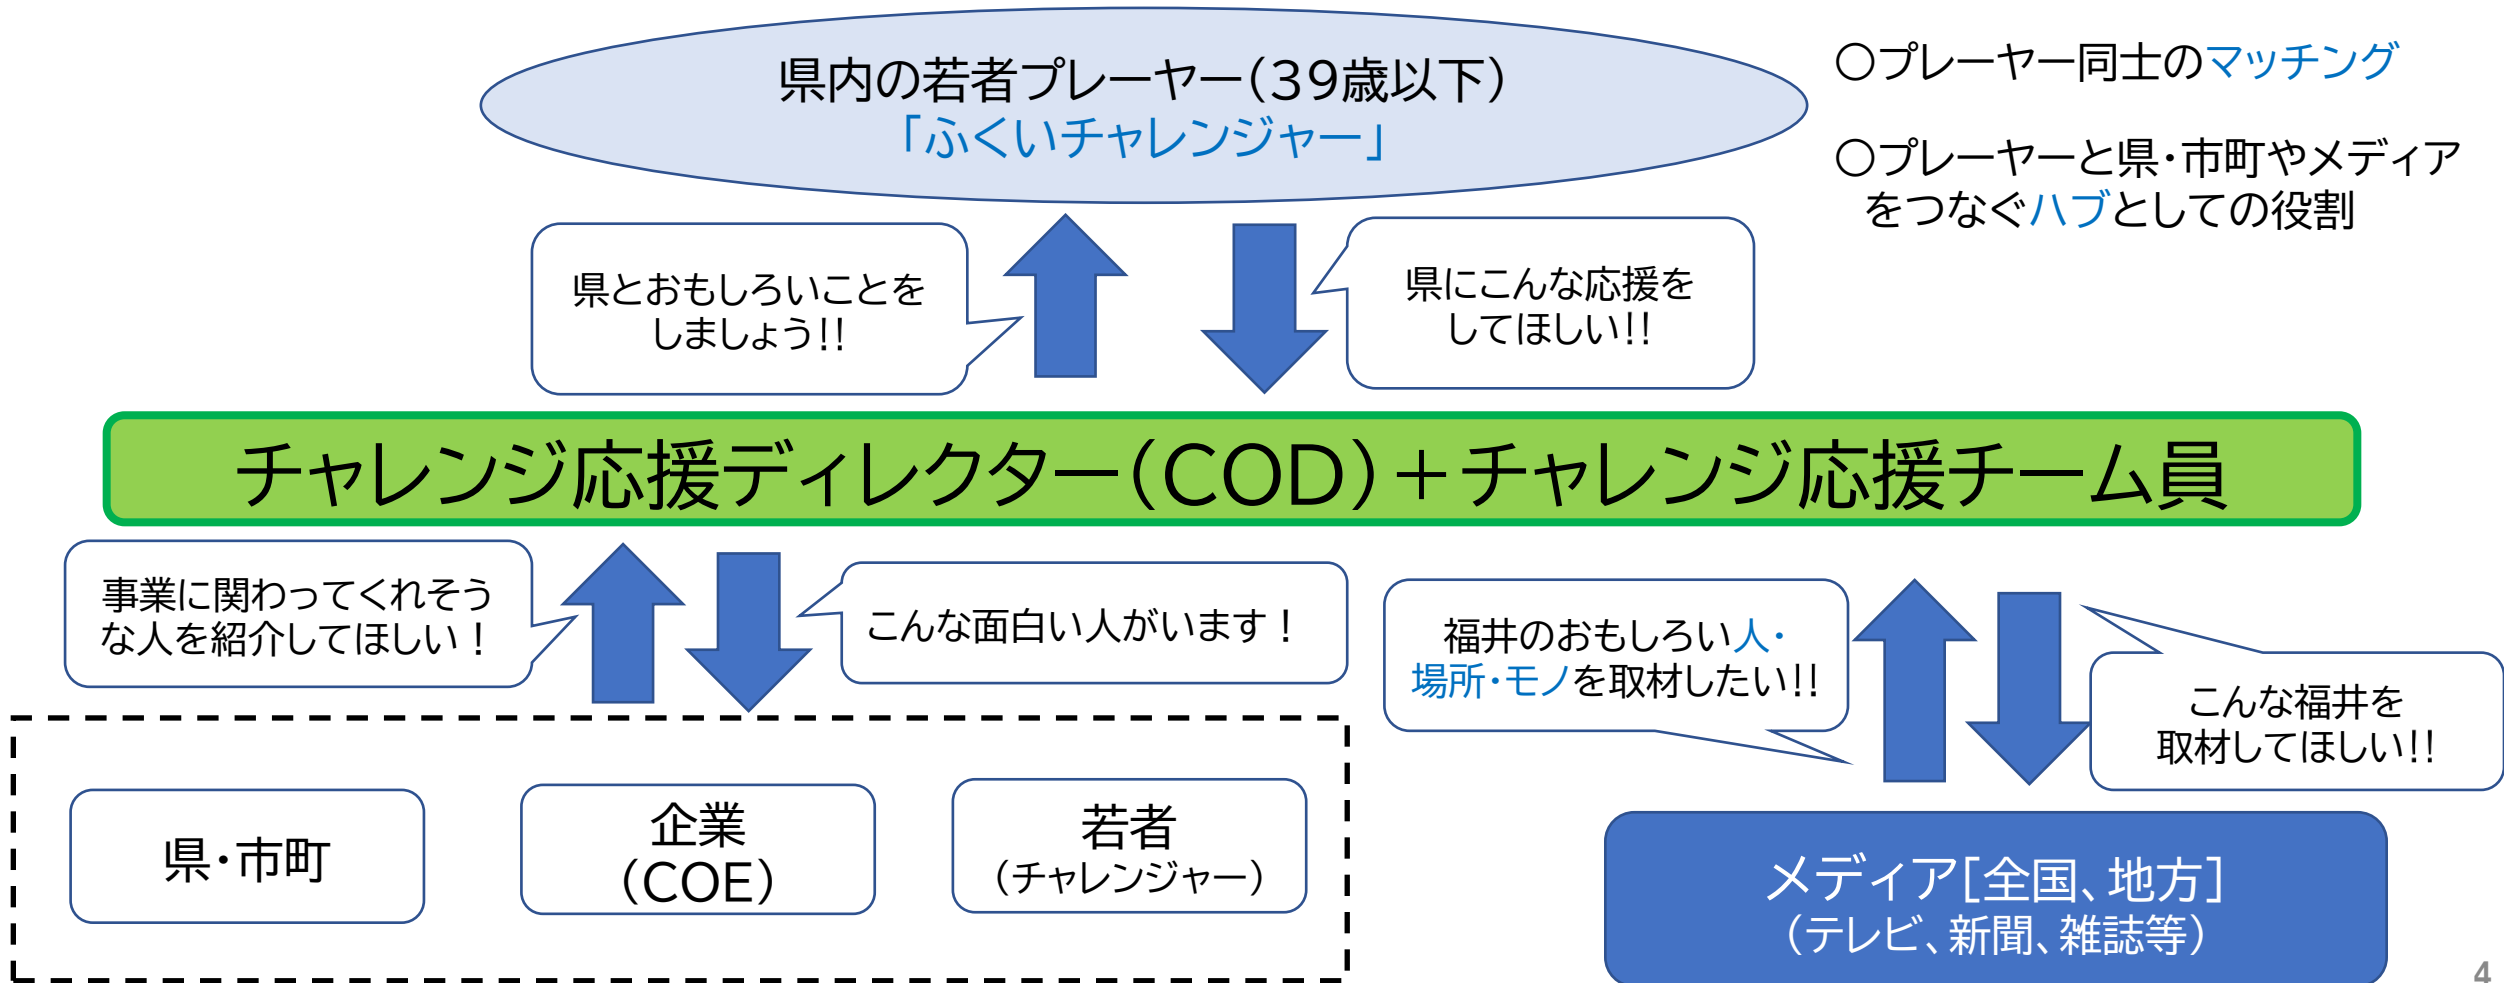 県内の若者プレーヤー（39歳以下）
「ふくいチャレンジャー」
○プレーヤー同士のマッチング
○プレーヤーと県・市町やメディア
をつなぐハブとしての役割
県とおもしろいことを
しましょう!!
県にこんな応援を
してほしい!!
チャレンジ応援ディレクター（COD）＋チャレンジ応援チーム員
事業に関わってくれそう
な人を紹介してほしい！
こんな面白い人がいます！
福井のおもしろい人・
場所・モノを取材したい!!
こんな福井を
取材してほしい!!
県・市町
企業
（COE）
若者
（チャレンジャー）
メディア［全国、地方］
（テレビ、新聞、雑誌等）
4